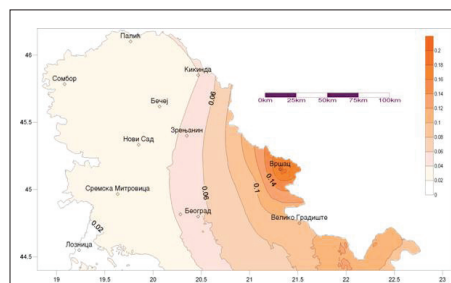 Палић
46
Кикинда
Сомбор
0.06
0km 25km 50km 75km 100km
Бечеј
45.5
Зрењанин
Нови Сад
Вршац
0.14
0.1
0.06
45
Сремска Митровица
Београд
Велико Градиште
0.02
Лозница
44.5
19 19.5 20 20.5 21 21.5 22 22.5 23
0.2
0.18
0.16
0.14
0.12
0.1
0.08
0.06
0.04
0.02
0